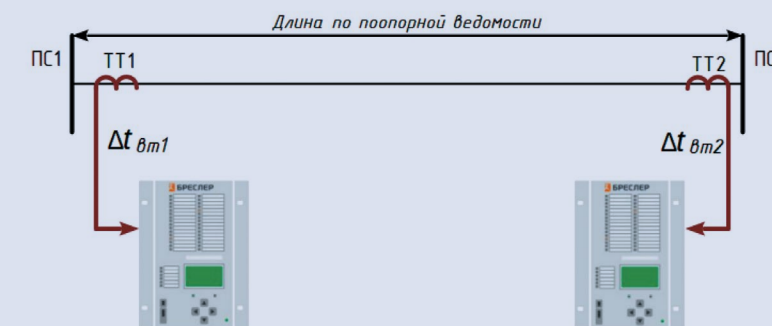 Длина по поопорной ведомости
ПС1
ТТ1
ТТ2
Δt вт1
Δt вт2
БРЕСЛЕР
БРЕСЛЕР